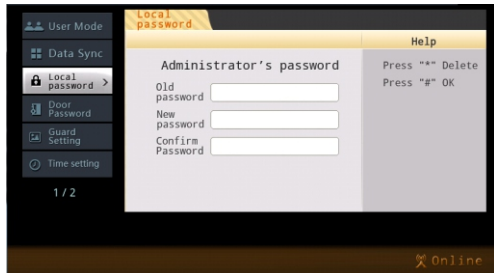 User Mode
Data Sync
Local
password >
Door
Password
Guard
Setting
Time setting
1 / 2
Local
password
Administrator's password
Old
password
New
password
Confirm
Password
Help
Press "*" Delete
Press "#" OK
Online